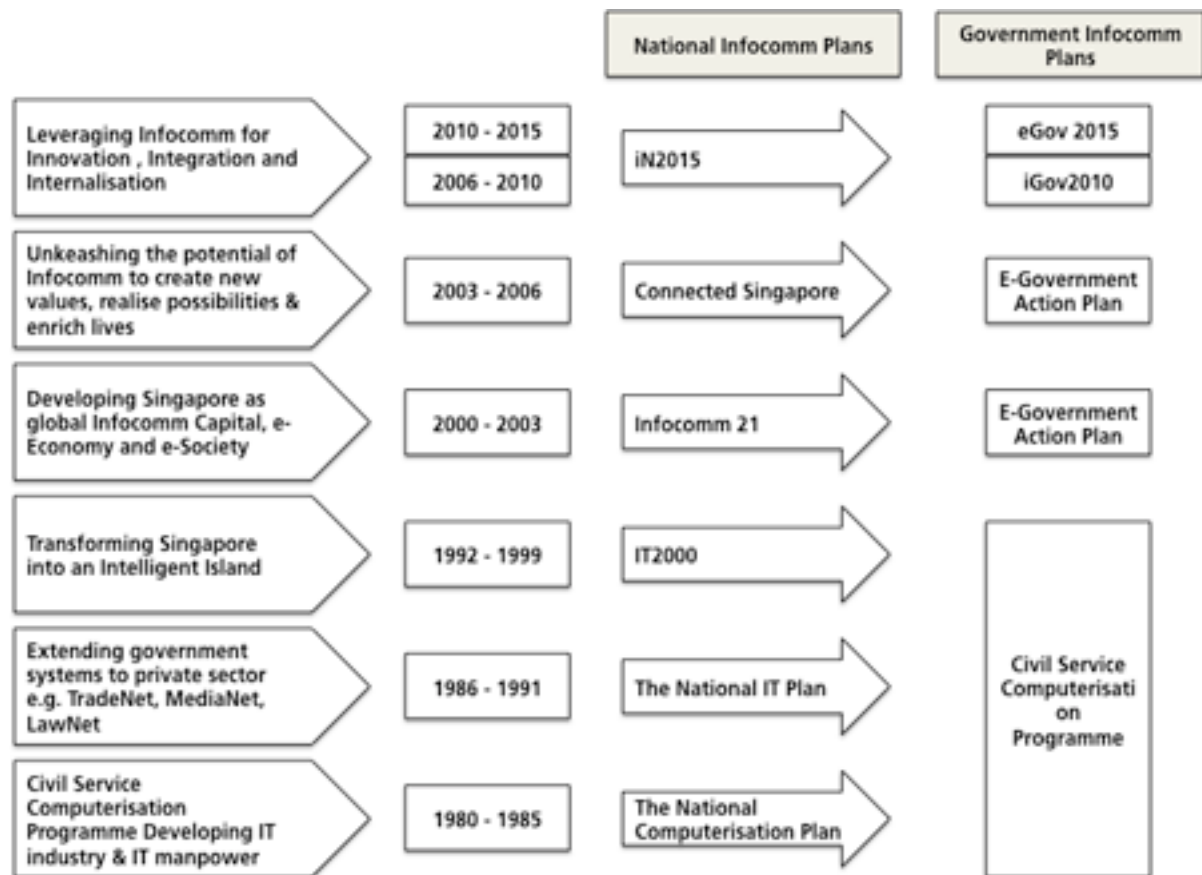 National Infocomm Plans
Government Infocomm
Plans
Leveraging Infocomm for
Innovation , Integration and
Internalisation
2010 - 2015
2006 - 2010
iN2015
eGov 2015
iGov2010
Unkeashing the potential of
Infocomm to create new
values, realise possibilities &
enrich lives
2003 - 2006
Connected Singapore
E-Government
Action Plan
Developing Singapore as
global Infocomm Capital, e-
Economy and e-Society
2000 - 2003
Infocomm 21
E-Government
Action Plan
Transforming Singapore
into an Intelligent Island
1992 - 1999
IT2000
Extending government
systems to private sector
e.g. TradeNet, MediaNet,
LawNet
1986 - 1991
The National IT Plan
Civil Service
Computerisati
on
Programme
Civil Service
Computerisation
Programme Developing IT
industry & IT manpower
1980 - 1985
The National
Computerisation Plan